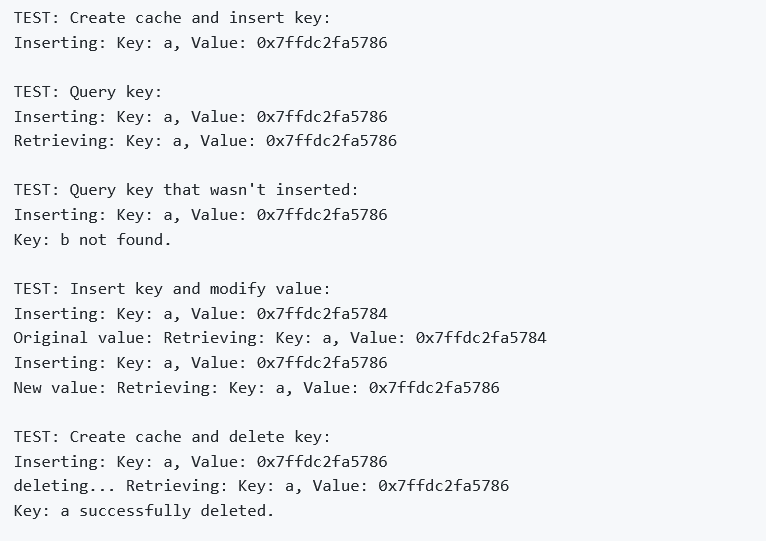 TEST: Create cache and insert key:
Inserting: Key: a, Value: 0x7ffdc2fa5786
TEST: Query key:
Inserting: Key: a, Value: 0x7ffdc2fa5786
Retrieving: Key: a, Value: 0x7ffdc2fa5786
TEST: Query key that wasn't inserted:
Inserting: Key: a, Value: 0x7ffdc2fa5786
Key: b not found.
TEST: Insert key and modify value:
Inserting: Key: a, Value: 0x7ffdc2fa5784
Original value: Retrieving: Key: a, Value: 0x7ffdc2fa5784
Inserting: Key: a, Value: 0x7ffdc2fa5786
New value: Retrieving: Key: a, Value: 0x7ffdc2fa5786
TEST: Create cache and delete key:
Inserting: Key: a, Value: 0x7ffdc2fa5786
deleting... Retrieving: Key: a, Value: 0x7ffdc2fa5786
Key: a successfully deleted.